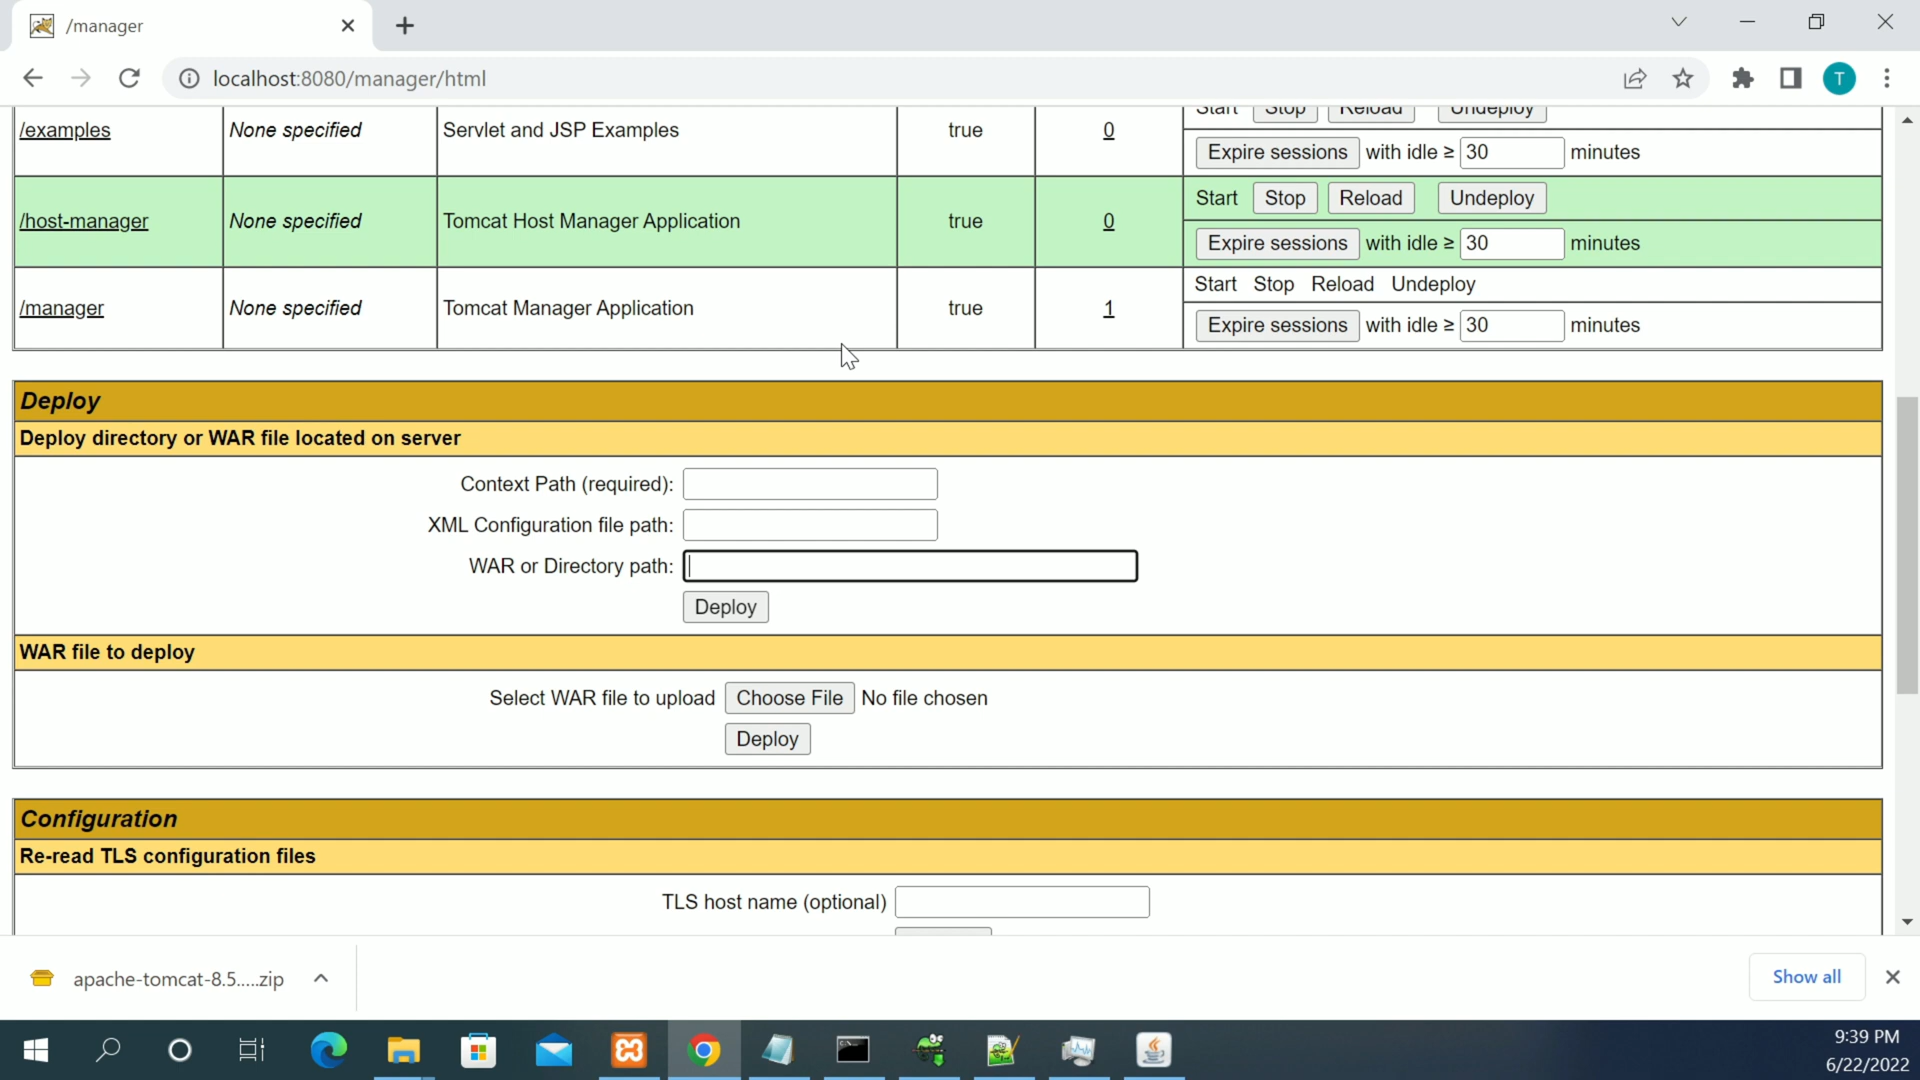 /manager
localhost:8080/manager/html
T
Start Stop Reload Undeploy
/examples None specified Servlet and JSP Examples true 0
Expire sessions with idle ≥ 30 minutes
Start Stop Reload Undeploy
/host-manager None specified Tomcat Host Manager Application true 0
Expire sessions with idle ≥ 30 minutes
Start Stop Reload Undeploy
/manager None specified Tomcat Manager Application true 1
Expire sessions with idle ≥ 30 minutes
Deploy
Deploy directory or WAR file located on server
Context Path (required):
XML Configuration file path:
WAR or Directory path:
Deploy
WAR file to deploy
Select WAR file to upload Choose File No file chosen
Deploy
Configuration
Re-read TLS configuration files
TLS host name (optional)
apache-tomcat-8.5.....zip
Show all
9:39 PM
6/22/2022